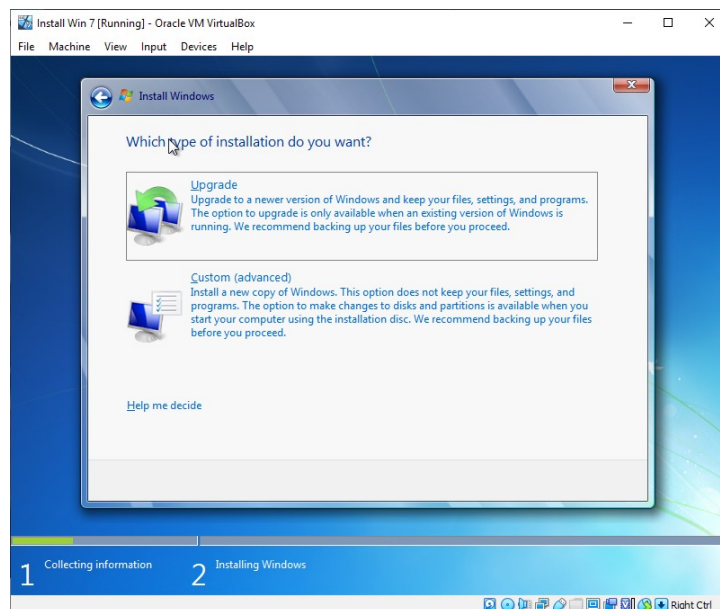 Install Win 7 [Running] - Oracle VM VirtualBox
File Machine View Input Devices Help
Install Windows
Which type of installation do you want?
Upgrade
Upgrade to a newer version of Windows and keep your files, settings, and programs.
The option to upgrade is only available when an existing version of Windows is
running. We recommend backing up your files before you proceed.
Custom (advanced)
Install a new copy of Windows. This option does not keep your files, settings, and
programs. The option to make changes to disks and partitions is available when you
start your computer using the installation disc. We recommend backing up your files
before you proceed.
Help me decide
1 Collecting information
2 Installing Windows
Right Ctrl